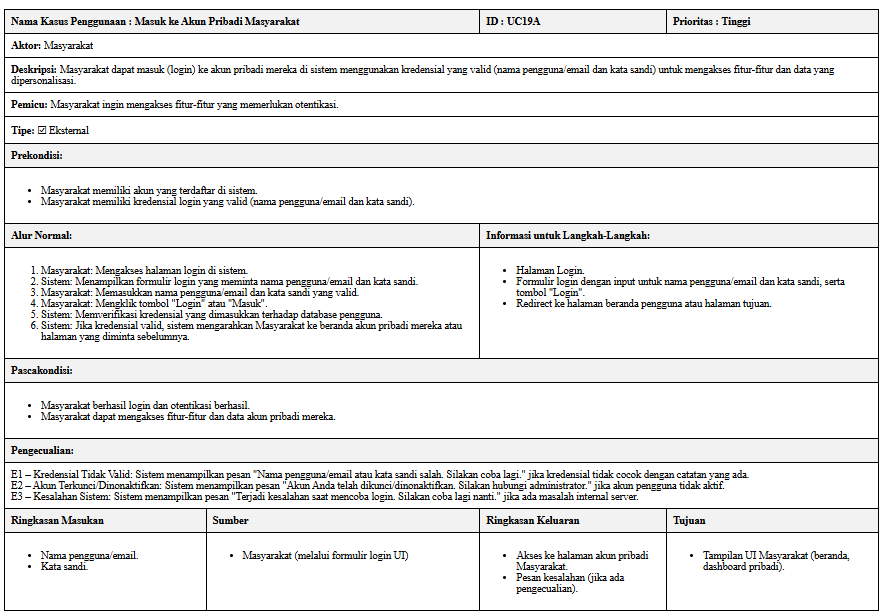 Nama Kasus Penggunaan : Masuk ke Akun Pribadi Masyarakat
ID : UC19A
Prioritas : Tinggi
Aktor: Masyarakat
Deskripsi: Masyarakat dapat masuk (login) ke akun pribadi mereka di sistem menggunakan kredensial yang valid (nama pengguna/email dan kata sandi) untuk mengakses fitur-fitur dan data yang
dipersonalisasi.
Pemicu: Masyarakat ingin mengakses fitur-fitur yang memerlukan otentikasi.
Tipe: ☑ Eksternal
Prekondisi:
• Masyarakat memiliki akun yang terdaftar di sistem.
• Masyarakat memiliki kredensial login yang valid (nama pengguna/email dan kata sandi).
Alur Normal:
1. Masyarakat: Mengakses halaman login di sistem.
2. Sistem: Menampilkan formulir login yang meminta nama pengguna/email dan kata sandi.
3. Masyarakat: Memasukkan nama pengguna/email dan kata sandi yang valid.
4. Masyarakat: Mengklik tombol "Login" atau "Masuk".
5. Sistem: Memverifikasi kredensial yang dimasukkan terhadap database pengguna.
6. Sistem: Jika kredensial valid, sistem mengarahkan Masyarakat ke beranda akun pribadi mereka atau
halaman yang diminta sebelumnya.
Informasi untuk Langkah-Langkah:
• Halaman Login.
• Formulir login dengan input untuk nama pengguna/email dan kata sandi, serta
tombol "Login".
• Redirect ke halaman beranda pengguna atau halaman tujuan.
Pascakondisi:
• Masyarakat berhasil login dan otentikasi berhasil.
• Masyarakat dapat mengakses fitur-fitur dan data akun pribadi mereka.
Pengecualian:
E1 – Kredensial Tidak Valid: Sistem menampilkan pesan "Nama pengguna/email atau kata sandi salah. Silakan coba lagi." jika kredensial tidak cocok dengan catatan yang ada.
E2 – Akun Terkunci/Dinonaktifkan: Sistem menampilkan pesan "Akun Anda telah dikunci/dinonaktifkan. Silakan hubungi administrator." jika akun pengguna tidak aktif.
E3 – Kesalahan Sistem: Sistem menampilkan pesan "Terjadi kesalahan saat mencoba login. Silakan coba lagi nanti." jika ada masalah internal server.
Ringkasan Masukan
• Nama pengguna/email.
• Kata sandi.
Sumber
• Masyarakat (melalui formulir login UI)
Ringkasan Keluaran
• Akses ke halaman akun pribadi
Masyarakat.
• Pesan kesalahan (jika ada
pengecualian).
Tujuan
• Tampilan UI Masyarakat (beranda,
dashboard pribadi).